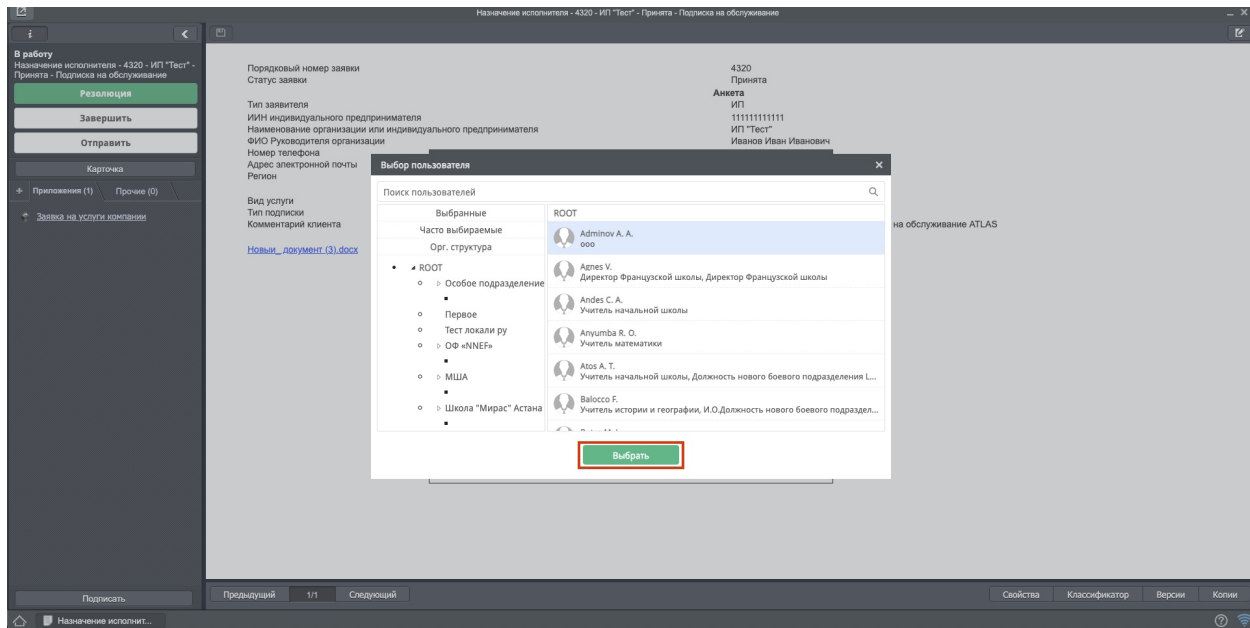 Назначение исполнителя - 4320 - ИП "Тест" - Принята - Подписка на обслуживание
В работу
Назначение исполнителя - 4320 - ИП "Тест" -
Принята - Подписка на обслуживание
Резолюция
Завершить
Отправить
Карточка
+ Приложения (1) Прочие (0)
Заявка на услуги компании
Порядковый номер заявки 4320
Статус заявки Принята
Анкета
Тип заявителя ИП
ИИН индивидуального предпринимателя 111111111111
Наименование организации или индивидуального предпринимателя ИП "Тест"
ФИО Руководителя организации Иванов Иван Иванович
Номер телефона
Адрес электронной почты
Регион
Вид услуги
Тип подписки
Комментарий клиента на обслуживание ATLAS
Новый_ документ (3).docx
Выбор пользователя
Поиск пользователей
Выбранные
Часто выбираемые
Орг. структура
ROOT
Особое подразделение
Первое
Тест локали ру
ОФ «NNEF»
МША
Школа "Мирас" Астана
ROOT
Adminov A. A.
ооо
Agnes V.
Директор Французской школы, Директор Французской школы
Andes C. A.
Учитель начальной школы
Anyumba R. O.
Учитель математики
Atos A. T.
Учитель начальной школы, Должность нового боевого подразделения L...
Balocco F.
Учитель истории и географии, И.О.Должность нового боевого подраздел...
Выбрать
Подписать
Предыдущий 1/1 Следующий
Свойства Классификатор Версии Копии
Назначение исполнит...